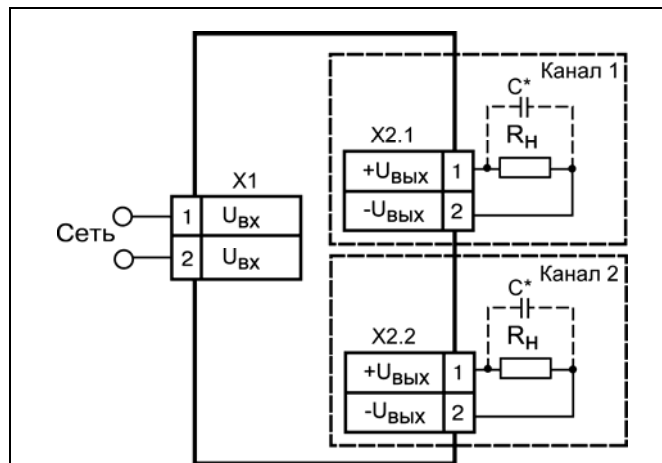 Канал 1
C*
X2.1
RН
+UВЫХ 1
-UВЫХ 2
X1
1 UВХ
Сеть
2 UВХ
Канал 2
C*
X2.2
RН
+UВЫХ 1
-UВЫХ 2